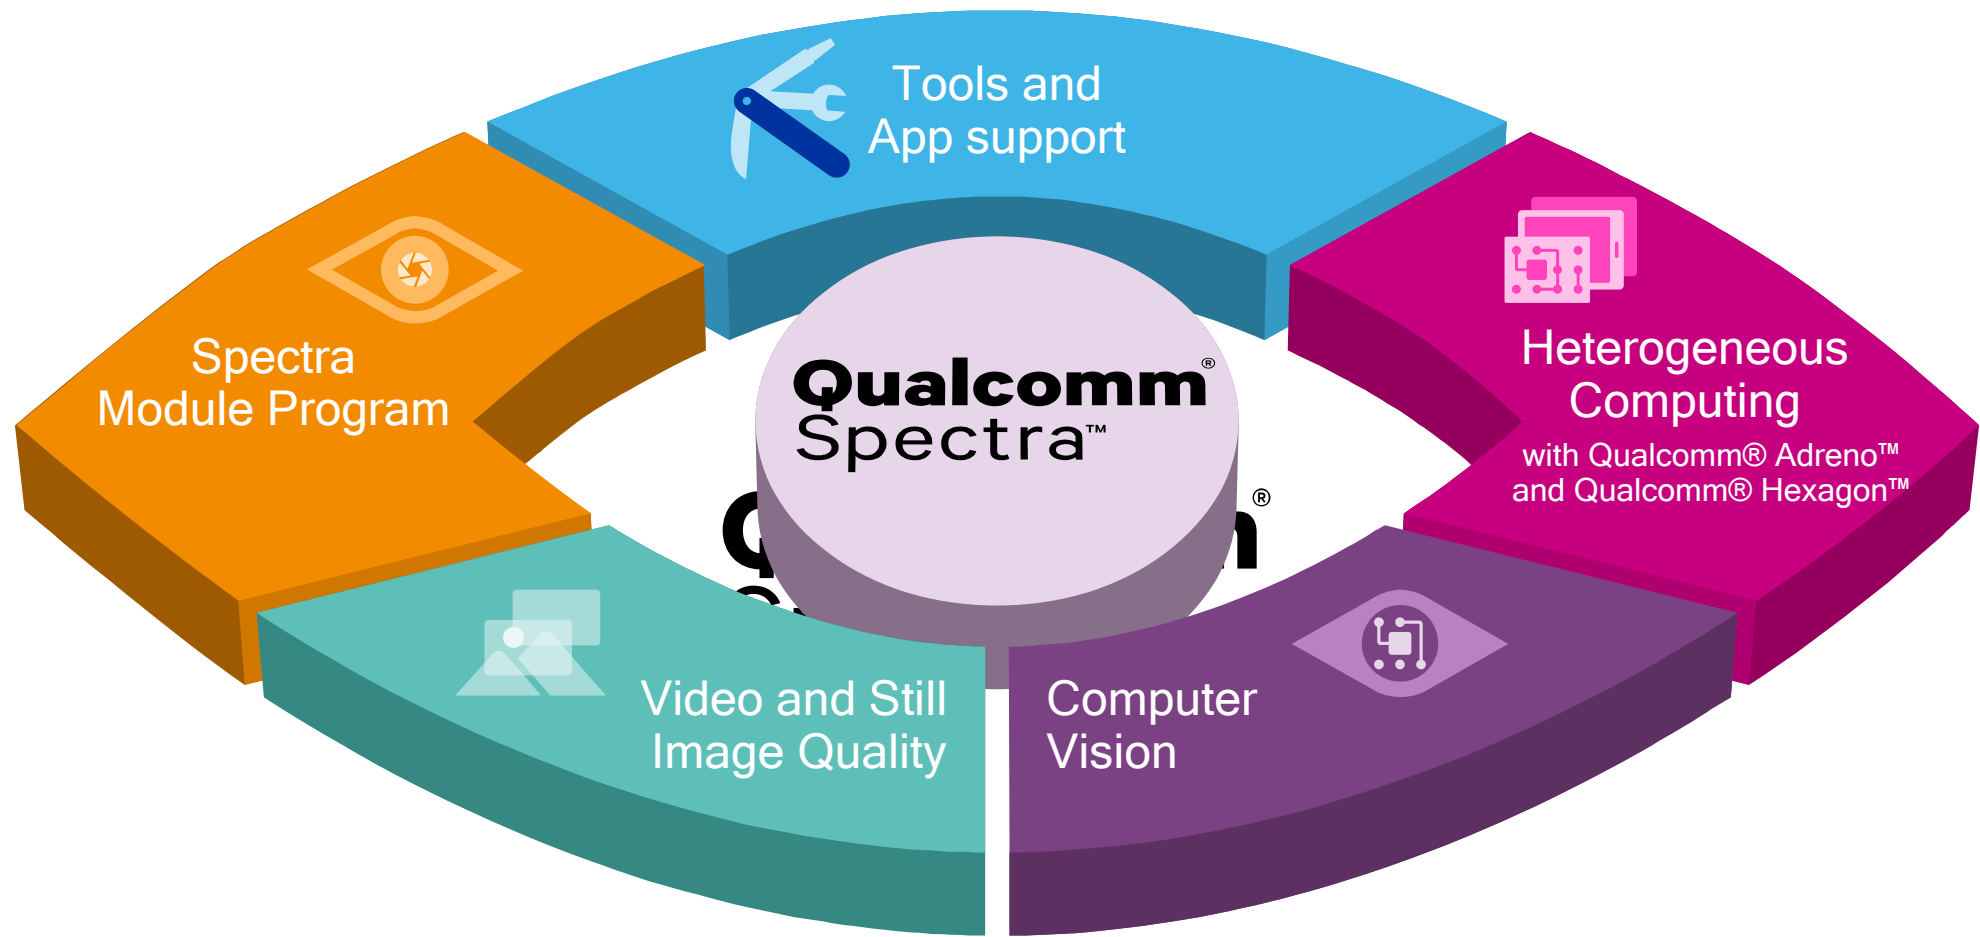 Tools and
App support
Spectra
Module Program
Heterogeneous
Computing
with Qualcomm® Adreno™
and Qualcomm® Hexagon™
Qualcomm®
Spectra™
®
Video and Still
Image Quality
Computer
Vision